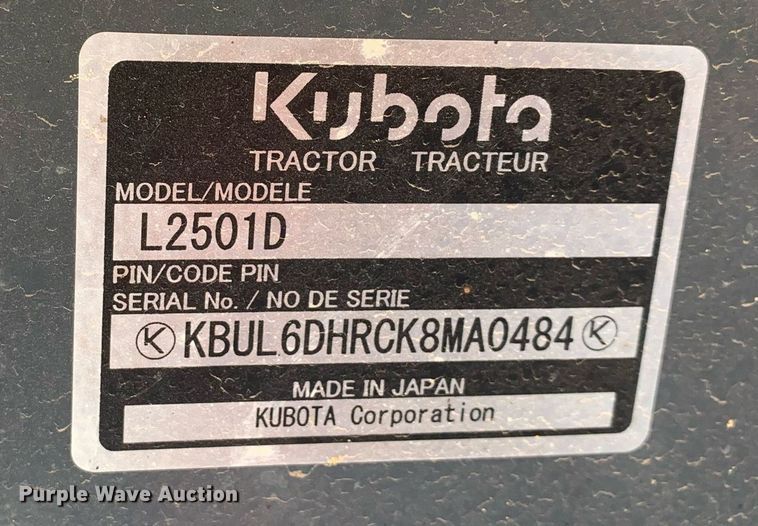 Kubota
TRACTOR TRACTEUR
MODEL/MODELE
L2501D
PIN/CODE PIN
SERIAL No. / NO DE SERIE
KBUL6DHRCK8MA0484
MADE IN JAPAN
KUBOTA Corporation
Purple Wave Auction